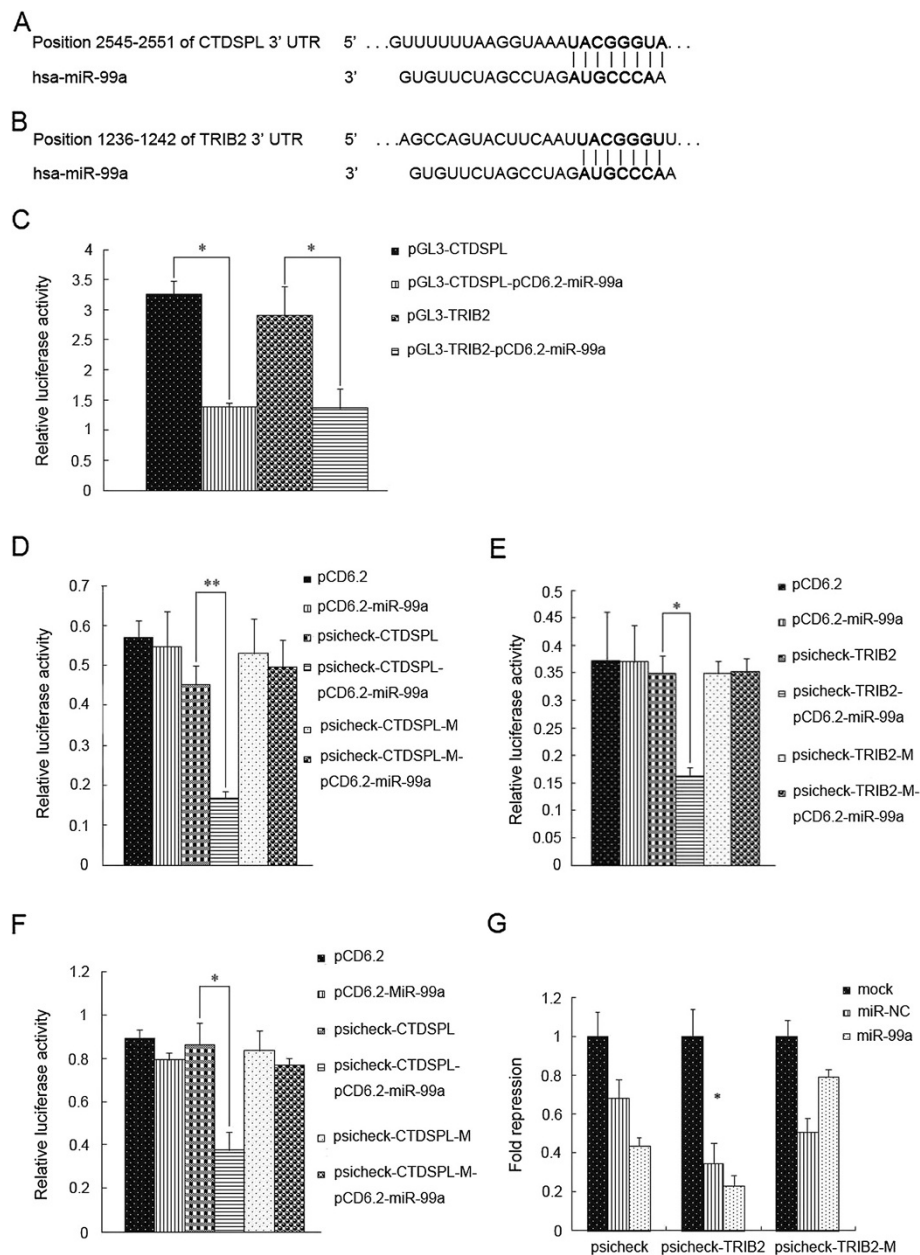 A
Position 2545-2551 of CTDSPL 3' UTR 5' ...GUUUUUUAAGGUAAAUACGGGUA...
hsa-miR-99a 3' GUGUUCUAGCCUAGAUGCCCAA
B
Position 1236-1242 of TRIB2 3' UTR 5' ...AGCCAGUACUUCAAUUACGGGUU...
hsa-miR-99a 3' GUGUUCUAGCCUAGAUGCCCAA
C
Relative luciferase activity
4
3.5
3
2.5
2
1.5
1
0.5
0
*
*
pGL3-CTDSPL
pGL3-CTDSPL-pCD6.2-miR-99a
pGL3-TRIB2
pGL3-TRIB2-pCD6.2-miR-99a
D
Relative luciferase activity
0.7
0.6
0.5
0.4
0.3
0.2
0.1
0
**
pCD6.2
pCD6.2-miR-99a
psicheck-CTDSPL
psicheck-CTDSPL-
pCD6.2-miR-99a
psicheck-CTDSPL-M
psicheck-CTDSPL-M-
pCD6.2-miR-99a
E
Relative luciferase activity
0.5
0.45
0.4
0.35
0.3
0.25
0.2
0.15
0.1
0.05
0
*
pCD6.2
pCD6.2-miR-99a
psicheck-TRIB2
psicheck-TRIB2-
pCD6.2-miR-99a
psicheck-TRIB2-M
psicheck-TRIB2-M-
pCD6.2-miR-99a
F
Relative luciferase activity
1.2
1
0.8
0.6
0.4
0.2
0
*
pCD6.2
pCD6.2-MiR-99a
psicheck-CTDSPL
psicheck-CTDSPL-
pCD6.2-miR-99a
psicheck-CTDSPL-M
psicheck-CTDSPL-M-
pCD6.2-miR-99a
G
Fold repression
1.2
1
0.8
0.6
0.4
0.2
0
*
mock
miR-NC
miR-99a
psicheck psicheck-TRIB2 psicheck-TRIB2-M